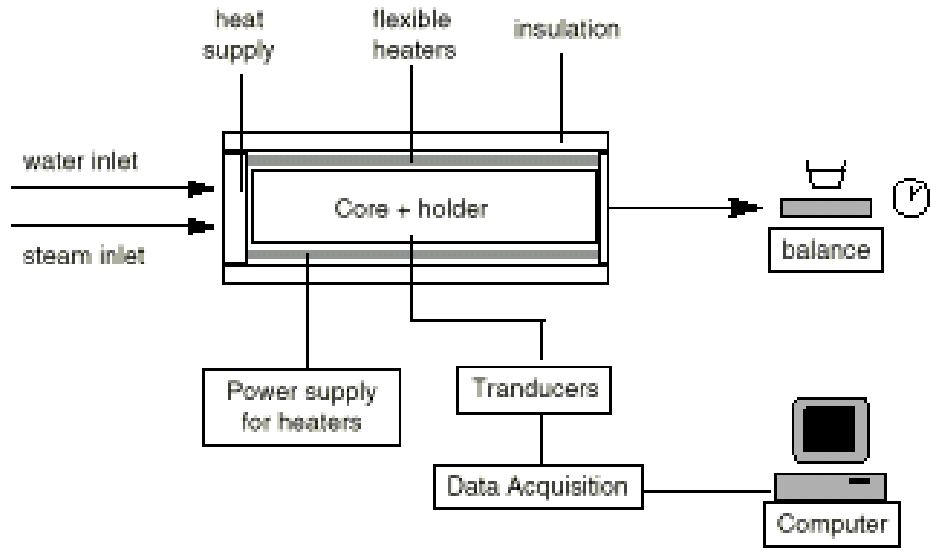 heat
supply
flexible
heaters
insulation
water inlet
steam inlet
Core + holder
balance
Power supply
for heaters
Tranducers
Data Acquisition
Computer